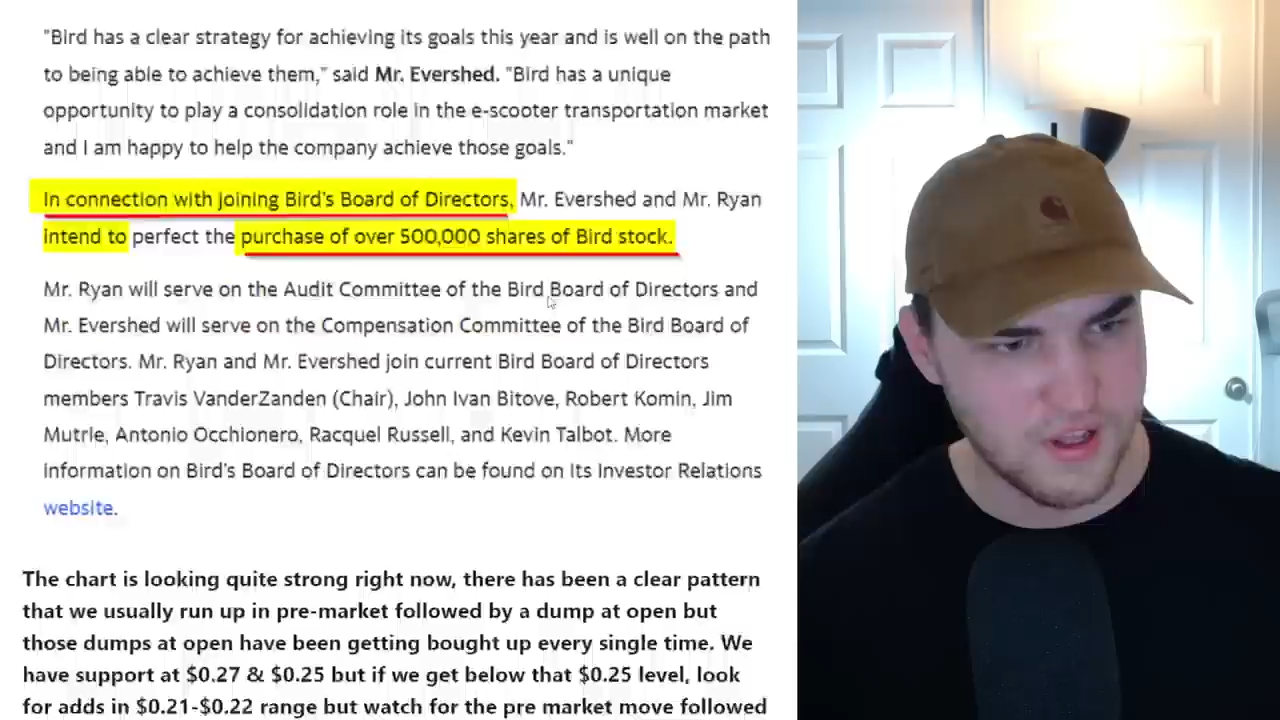 "Bird has a clear strategy for achieving its goals this year and is well on the path
to being able to achieve them," said Mr. Evershed. "Bird has a unique
opportunity to play a consolidation role in the e-scooter transportation market
and I am happy to help the company achieve those goals."
In connection with joining Bird's Board of Directors, Mr. Evershed and Mr. Ryan
intend to perfect the purchase of over 500,000 shares of Bird stock.
Mr. Ryan will serve on the Audit Committee of the Bird Board of Directors and
Mr. Evershed will serve on the Compensation Committee of the Bird Board of
Directors. Mr. Ryan and Mr. Evershed join current Bird Board of Directors
members Travis VanderZanden (Chair), John Ivan Bitove, Robert Komin, Jim
Mutrie, Antonio Occhionero, Racquel Russell, and Kevin Talbot. More
information on Bird's Board of Directors can be found on its Investor Relations
website.
The chart is looking quite strong right now, there has been a clear pattern
that we usually run up in pre-market followed by a dump at open but
those dumps at open have been getting bought up every single time. We
have support at $0.27 & $0.25 but if we get below that $0.25 level, look
for adds in $0.21-$0.22 range but watch for the pre market move followed